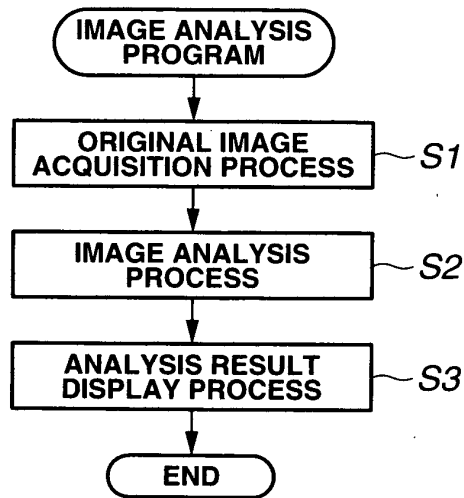 IMAGE ANALYSIS
PROGRAM
ORIGINAL IMAGE
ACQUISITION PROCESS
S1
IMAGE ANALYSIS
PROCESS
S2
ANALYSIS RESULT
DISPLAY PROCESS
S3
END